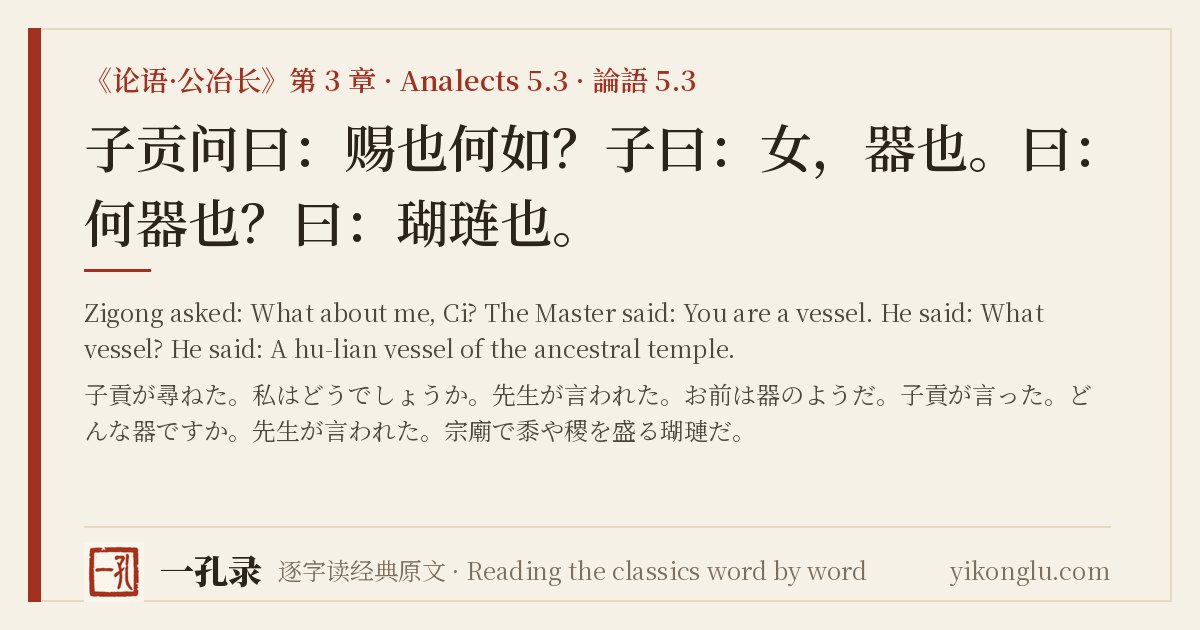 《论语·公冶长》第 3 章 · Analects 5.3 · 論語 5.3
子贡问曰：赐也何如？子曰：女，器也。曰：
何器也？曰：瑚琏也。
Zigong asked: What about me, Ci? The Master said: You are a vessel. He said: What
vessel? He said: A hu-lian vessel of the ancestral temple.
子貢が尋ねた。私はどうでしょうか。先生が言われた。お前は器のようだ。子貢が言った。ど
んな器ですか。先生が言われた。宗廟で黍や稷を盛る瑚璉だ。
一孔
一孔录 逐字读经典原文 · Reading the classics word by word yikonglu.com